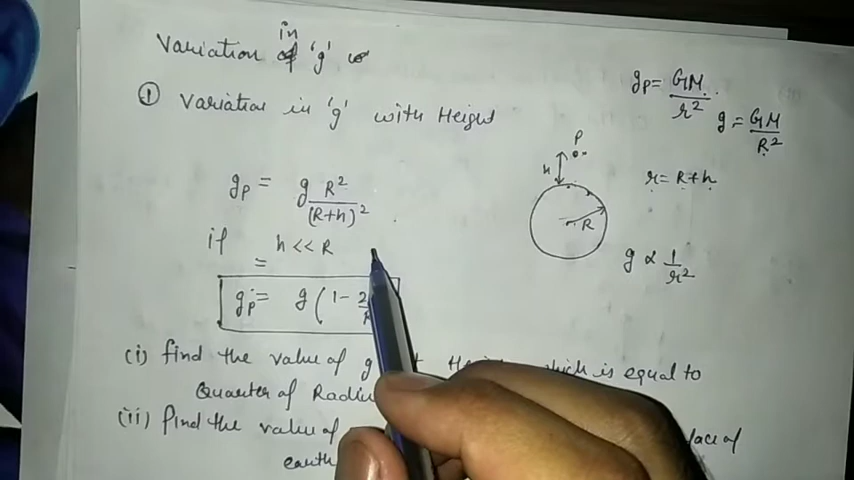 Variation in 'g'
① Variation in 'g' with Height
gₚ = g R² / (R+h)²
if h << R
=
gₚ = g (1 - 2
(i) find the value of g Height which is equal to
Quarter of Radiu
(ii) find the value of face of
earth
gₚ = GM / r²
g = GM / R²
P
h
R
r = R + h
g ∝ 1 / r²